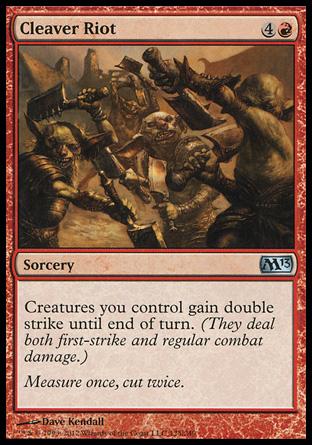 Cleaver Riot 4
Sorcery M13
Creatures you control gain double
strike until end of turn. (They deal
both first-strike and regular combat
damage.)
Measure once, cut twice.
Dave Kendall